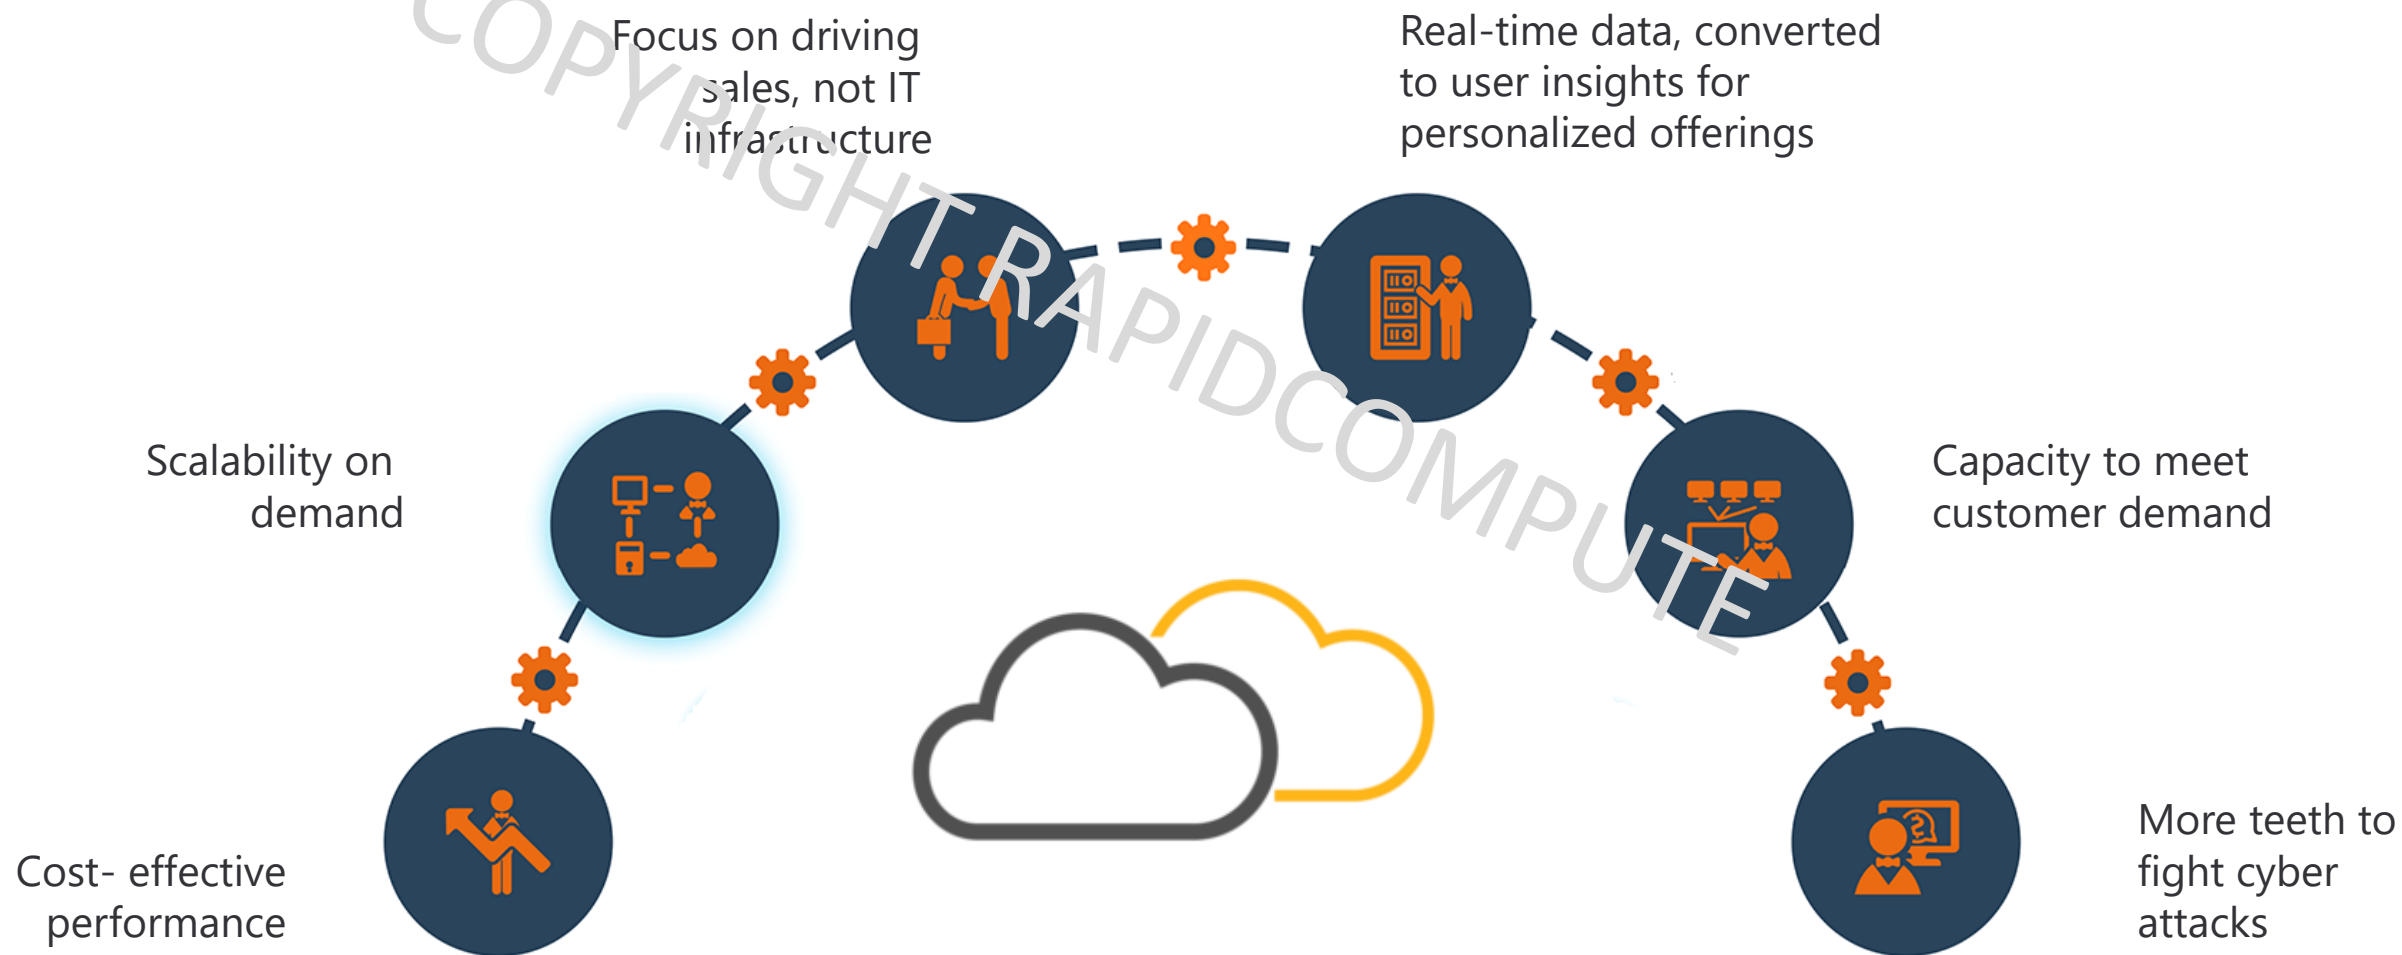 Focus on driving
sales, not IT
infrastructure
Real-time data, converted
to user insights for
personalized offerings
Scalability on
demand
Capacity to meet
customer demand
Cost- effective
performance
More teeth to
fight cyber
attacks
COPYRIGHT RAPIDCOMPUTE